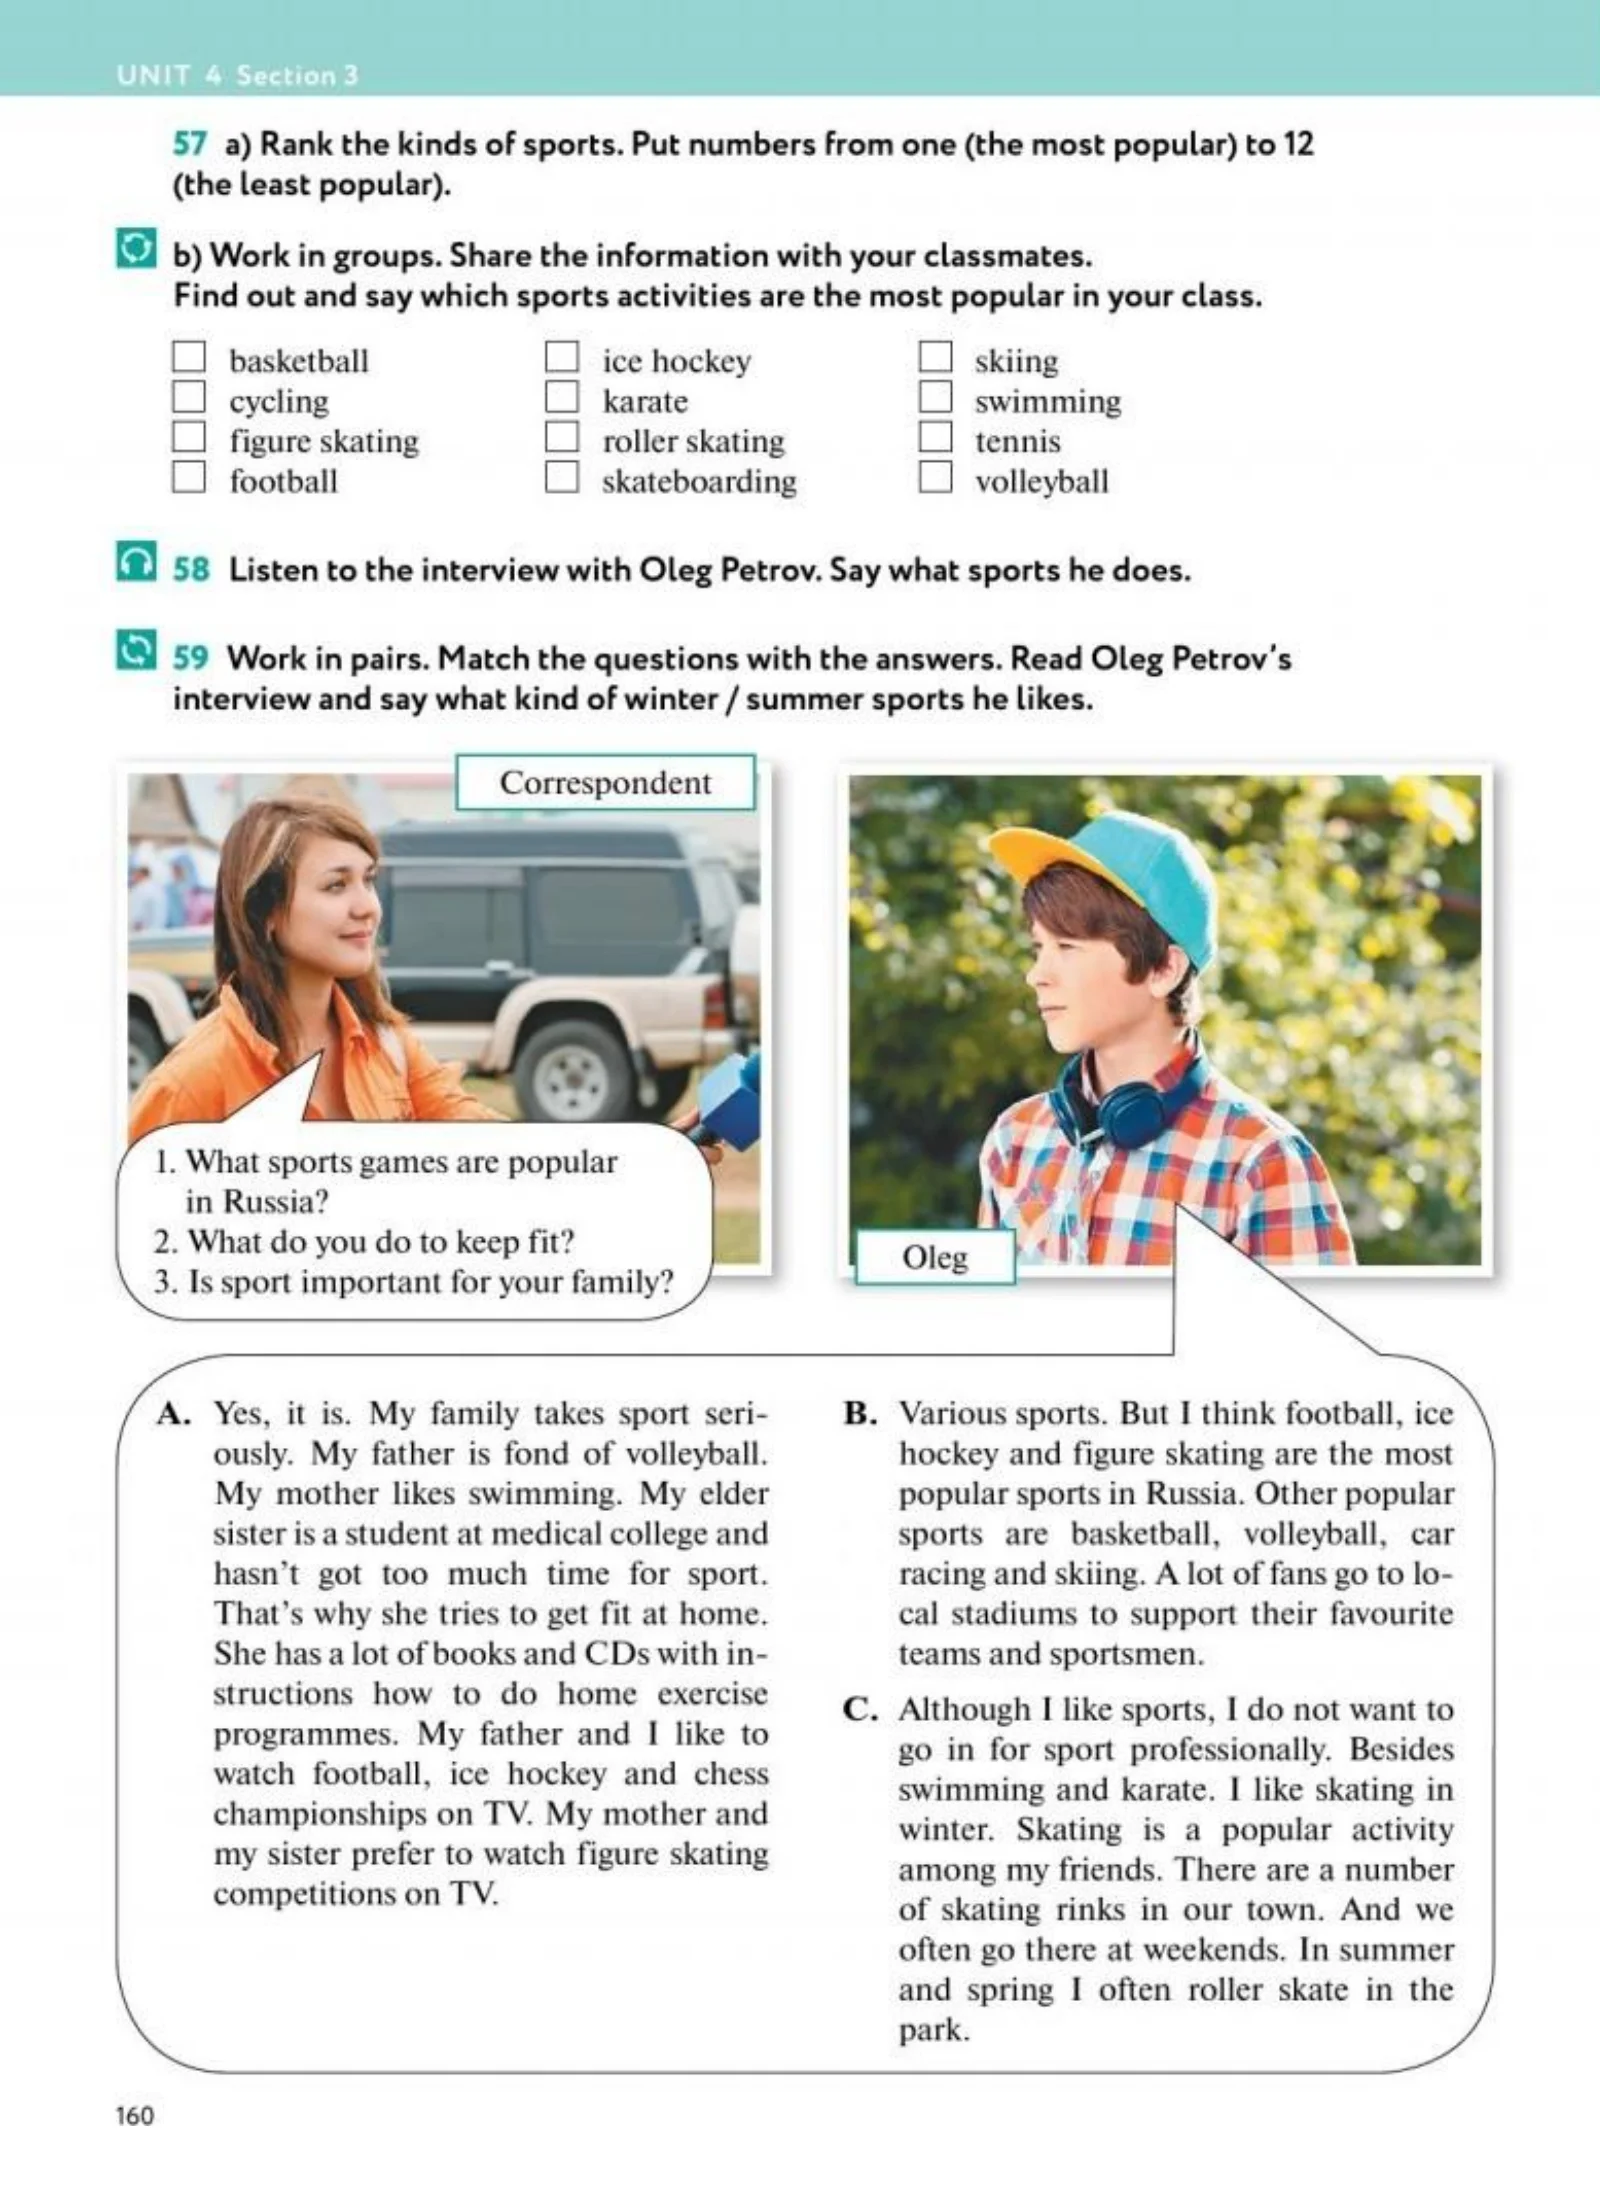 UNIT 4 Section 3
57 a) Rank the kinds of sports. Put numbers from one (the most popular) to 12
(the least popular).
b) Work in groups. Share the information with your classmates.
Find out and say which sports activities are the most popular in your class.
basketball
cycling
figure skating
football
ice hockey
karate
roller skating
skateboarding
skiing
swimming
tennis
volleyball
58 Listen to the interview with Oleg Petrov. Say what sports he does.
59 Work in pairs. Match the questions with the answers. Read Oleg Petrov's
interview and say what kind of winter / summer sports he likes.
Correspondent
1. What sports games are popular
in Russia?
2. What do you do to keep fit?
3. Is sport important for your family?
Oleg
A. Yes, it is. My family takes sport seri-
ously. My father is fond of volleyball.
My mother likes swimming. My elder
sister is a student at medical college and
hasn't got too much time for sport.
That's why she tries to get fit at home.
She has a lot of books and CDs with in-
structions how to do home exercise
programmes. My father and I like to
watch football, ice hockey and chess
championships on TV. My mother and
my sister prefer to watch figure skating
competitions on TV.
B. Various sports. But I think football, ice
hockey and figure skating are the most
popular sports in Russia. Other popular
sports are basketball, volleyball, car
racing and skiing. A lot of fans go to lo-
cal stadiums to support their favourite
teams and sportsmen.
C. Although I like sports, I do not want to
go in for sport professionally. Besides
swimming and karate. I like skating in
winter. Skating is a popular activity
among my friends. There are a number
of skating rinks in our town. And we
often go there at weekends. In summer
and spring I often roller skate in the
park.
160